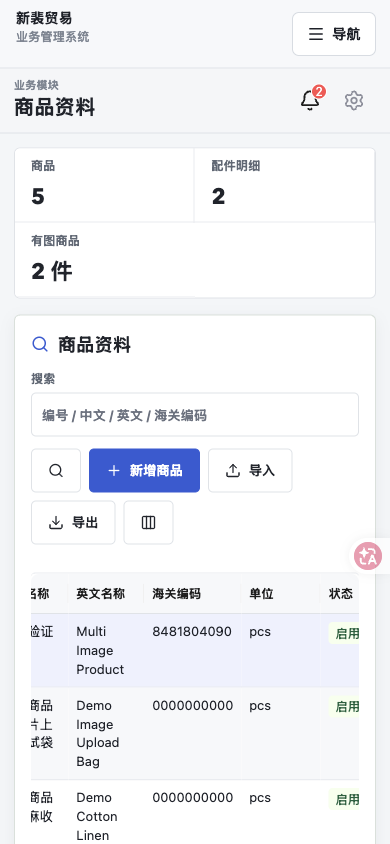 新裴贸易
业务管理系统
导航
业务模块
商品资料
2
商品
5
配件明细
2
有图商品
2 件
商品资料
搜索
编号 / 中文 / 英文 / 海关编码
新增商品
导入
导出
名称 英文名称 海关编码 单位 状态
验证 Multi Image Product 8481804090 pcs 启用
商品
片上
试袋
Demo Image Upload Bag 0000000000 pcs 启用
商品
麻收
Demo Cotton Linen 0000000000 pcs 启用